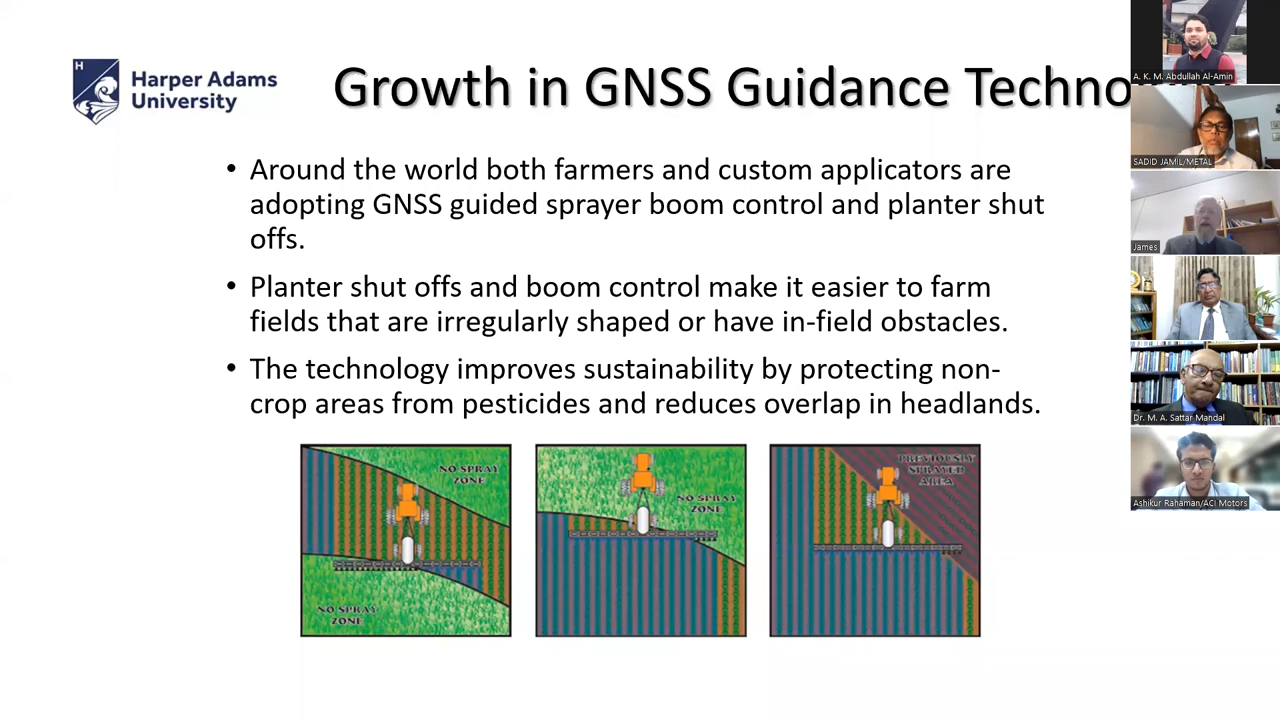 H
Harper Adams
University
Growth in GNSS Guidance Techno
• Around the world both farmers and custom applicators are
adopting GNSS guided sprayer boom control and planter shut
offs.
• Planter shut offs and boom control make it easier to farm
fields that are irregularly shaped or have in-field obstacles.
• The technology improves sustainability by protecting non-
crop areas from pesticides and reduces overlap in headlands.
NO SPRAY
ZONE
NO SPRAY
ZONE
NO SPRAY
ZONE
PREVIOUSLY
SPRAYED
AREA
A. K. M. Abdullah Al-Amin
SADID JAMIL/METAL
James
Dr. M. A. Sattar Mandal
Ashikur Rahaman/ACI Motors